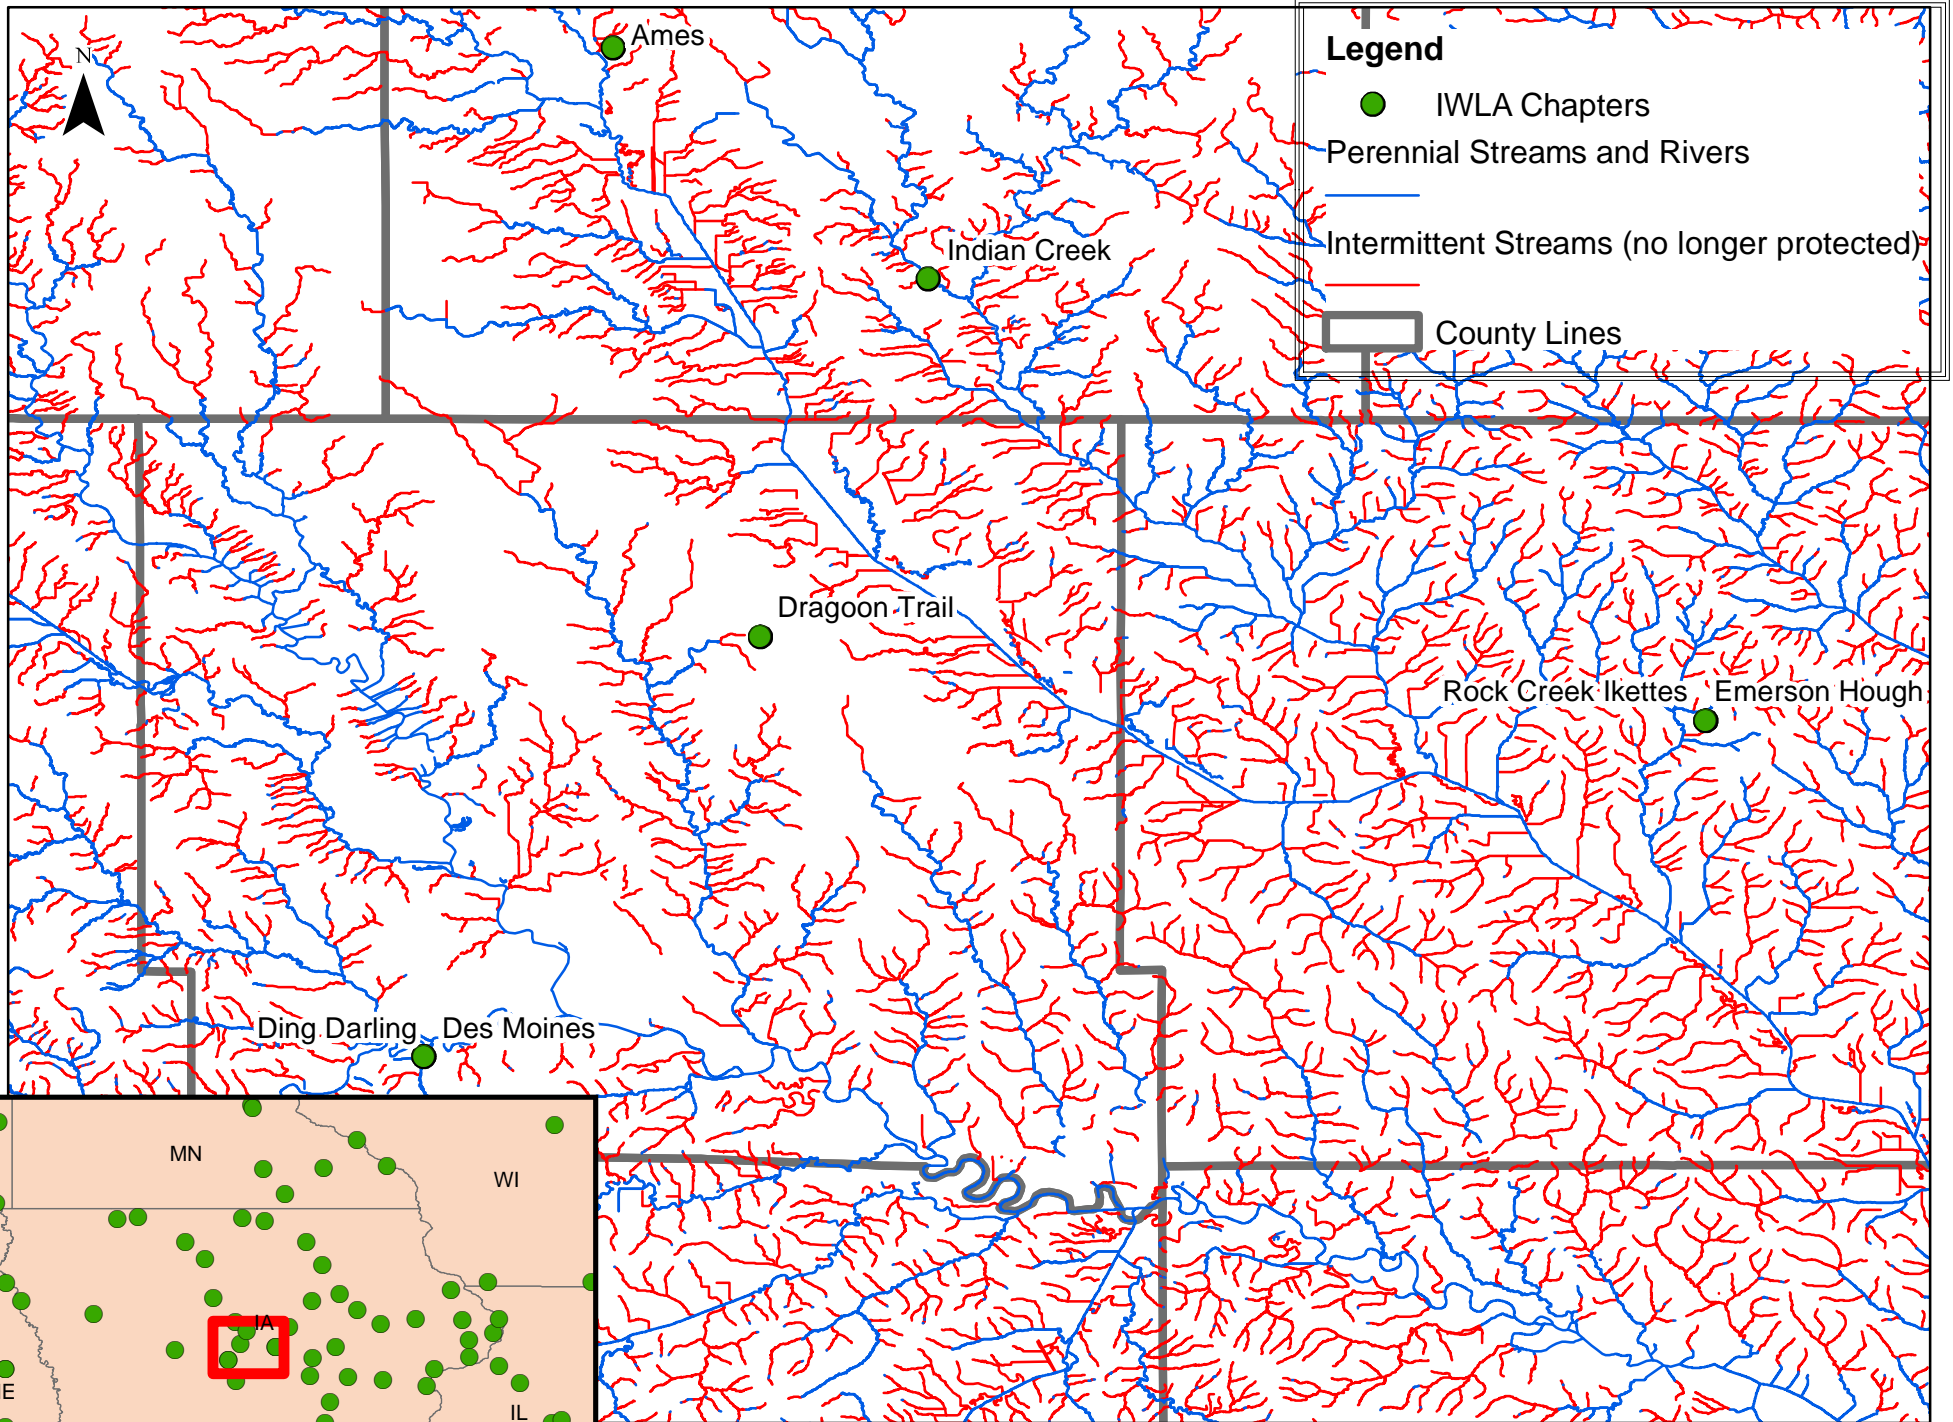 N
Ames
Legend
IWLA Chapters
Perennial Streams and Rivers
Intermittent Streams (no longer protected)
County Lines
Indian Creek
Dragoon Trail
Rock Creek Ikettes
Emerson Hough
Ding Darling
Des Moines
MN
WI
IA
IL